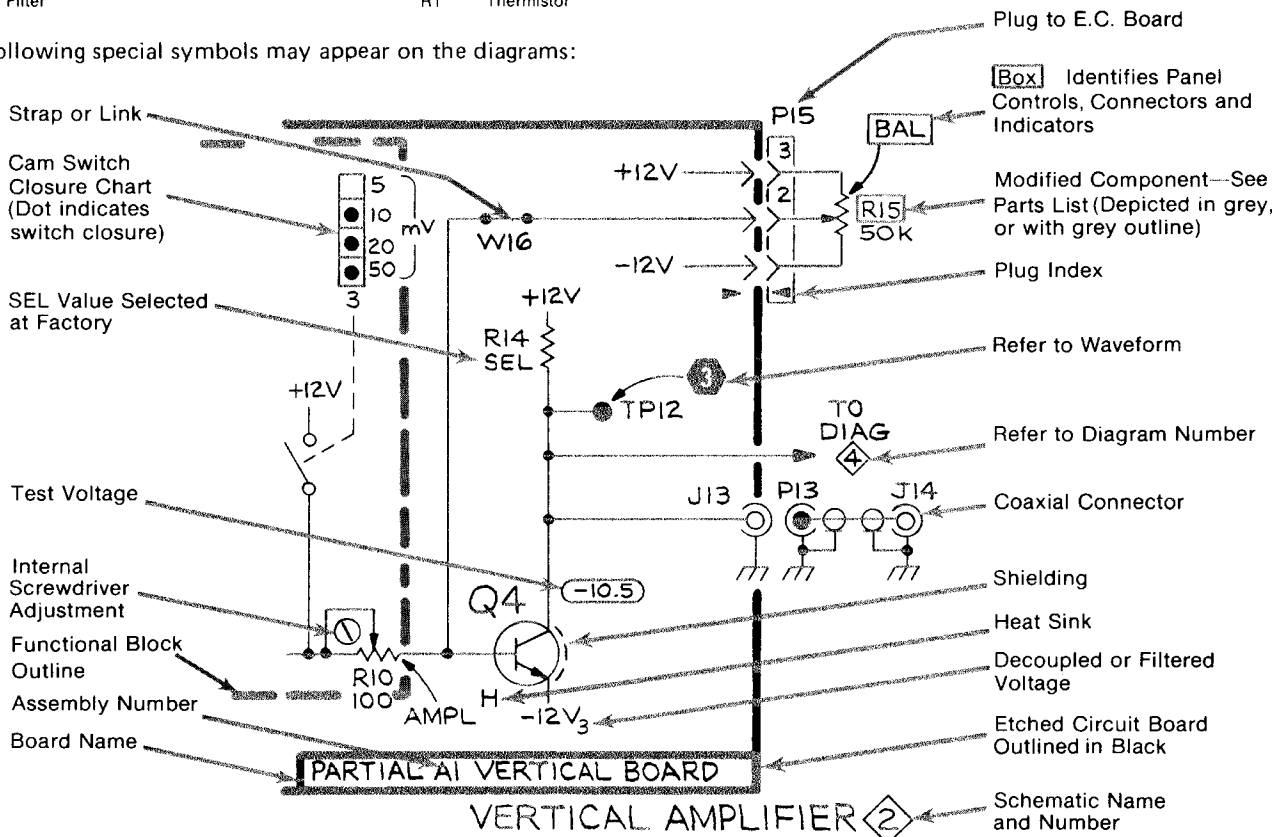 Filter
RT Thermistor
ollowing special symbols may appear on the diagrams:
Strap or Link
Cam Switch
Closure Chart
(Dot indicates
switch closure)
SEL Value Selected
at Factory
Test Voltage
Internal
Screwdriver
Adjustment
Functional Block
Outline
Assembly Number
Board Name
5
10
20
50
mV
3
+12V
R10
100
AMPL
W16
+12V
R14
SEL
TP12
3
Q4
-10.5
H
-12V3
+12V
-12V
P15
3
2
BAL
R15
50K
TO
DIAG
4
J13
P13
J14
PARTIAL A1 VERTICAL BOARD
VERTICAL AMPLIFIER 2
Plug to E.C. Board
Box Identifies Panel
Controls, Connectors and
Indicators
Modified Component—See
Parts List (Depicted in grey,
or with grey outline)
Plug Index
Refer to Waveform
Refer to Diagram Number
Coaxial Connector
Shielding
Heat Sink
Decoupled or Filtered
Voltage
Etched Circuit Board
Outlined in Black
Schematic Name
and Number